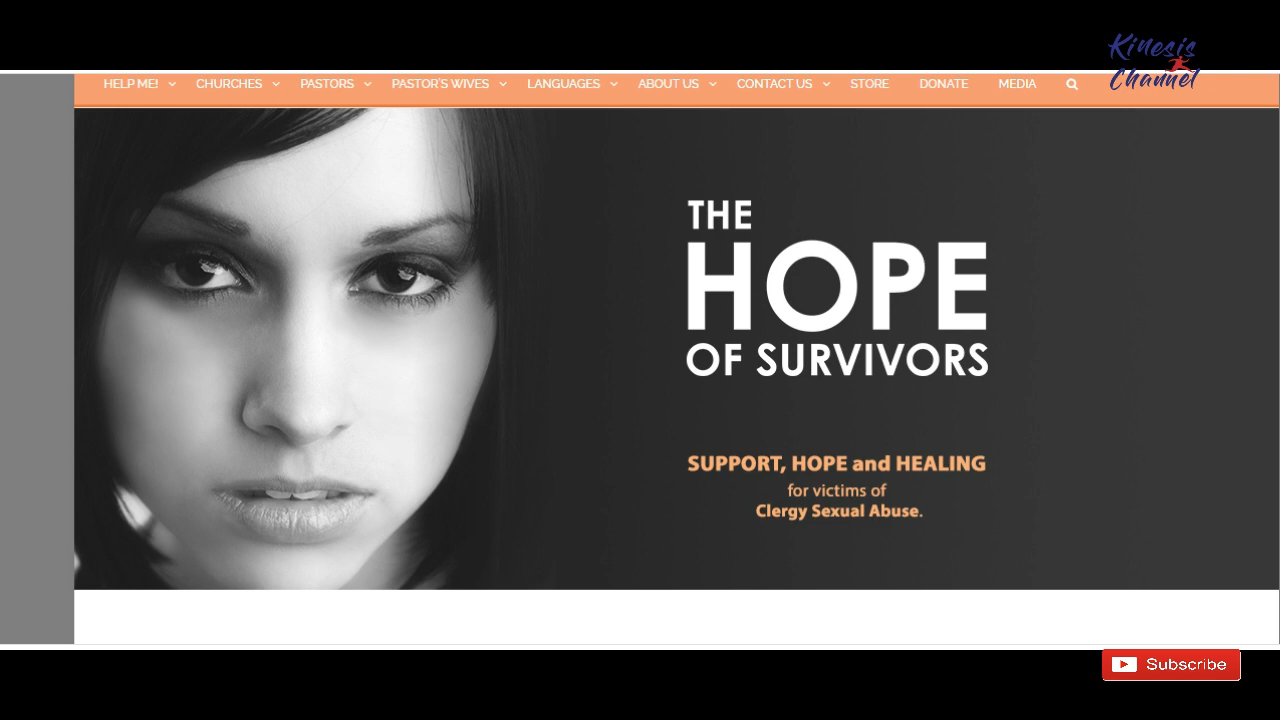 Kinesis
Channel
HELP ME! CHURCHES PASTORS PASTOR'S WIVES LANGUAGES ABOUT US CONTACT US STORE DONATE MEDIA
THE
HOPE
OF SURVIVORS
SUPPORT, HOPE and HEALING
for victims of
Clergy Sexual Abuse.
Subscribe